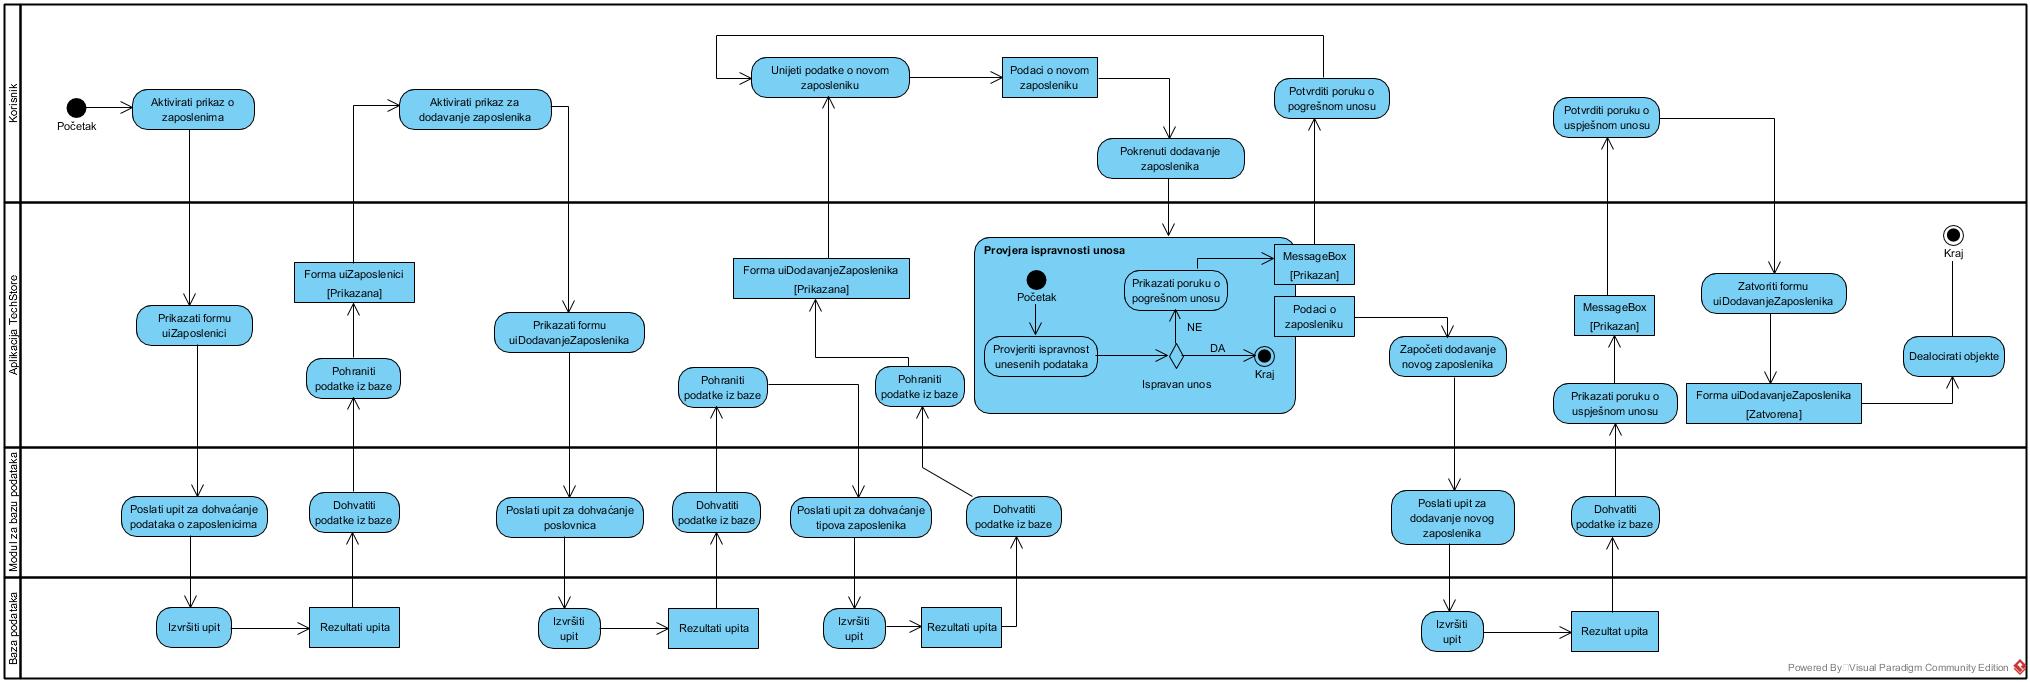 Korisnik
Početak
Aktivirati prikaz o
zaposlenima
Aktivirati prikaz za
dodavanje zaposlenika
Unijeti podatke o novom
zaposleniku
Podaci o novom
zaposleniku
Pokrenuti dodavanje
zaposlenika
Potvrditi poruku o
pogrešnom unosu
Potvrditi poruku o
uspješnom unosu
Aplikacija TechStore
Prikazati formu
uiZaposlenici
Forma uiZaposlenici
[Prikazana]
Pohraniti
podatke iz baze
Prikazati formu
uiDodavanjeZaposlenika
Pohraniti
podatke iz baze
Forma uiDodavanjeZaposlenika
[Prikazana]
Pohraniti
podatke iz baze
Provjera ispravnosti unosa
Početak
Provjeriti ispravnost
unesenih podataka
Prikazati poruku o
pogrešnom unosu
NE
DA
Ispravan unos
Kraj
MessageBox
[Prikazan]
Podaci o
zaposleniku
Započeti dodavanje
novog zaposlenika
MessageBox
[Prikazan]
Prikazati poruku o
uspješnom unosu
Zatvoriti formu
uiDodavanjeZaposlenika
Forma uiDodavanjeZaposlenika
[Zatvorena]
Dealocirati objekte
Kraj
Modul za bazu podataka
Poslati upit za dohvaćanje
podataka o zaposlenicima
Dohvatiti
podatke iz baze
Poslati upit za dohvaćanje
poslovnica
Dohvatiti
podatke iz baze
Poslati upit za dohvaćanje
tipova zaposlenika
Dohvatiti
podatke iz baze
Poslati upit za
dodavanje novog
zaposlenika
Dohvatiti
podatke iz baze
Baza podataka
Izvršiti upit
Rezultati upita
Izvršiti
upit
Rezultati upita
Izvršiti
upit
Rezultati upita
Izvršiti
upit
Rezultat upita
Powered By Visual Paradigm Community Edition